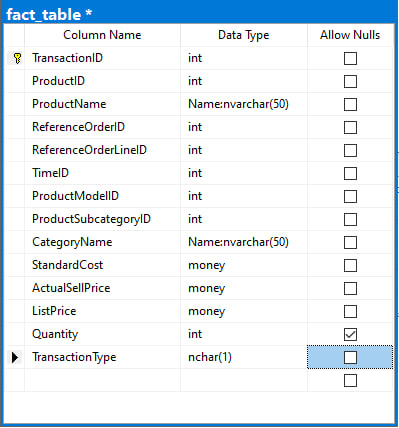 fact_table *
Column Name Data Type Allow Nulls
TransactionID int
ProductID int
ProductName Name:nvarchar(50)
ReferenceOrderID int
ReferenceOrderLineID int
TimeID int
ProductModelID int
ProductSubcategoryID int
CategoryName Name:nvarchar(50)
StandardCost money
ActualSellPrice money
ListPrice money
Quantity int
TransactionType nchar(1)